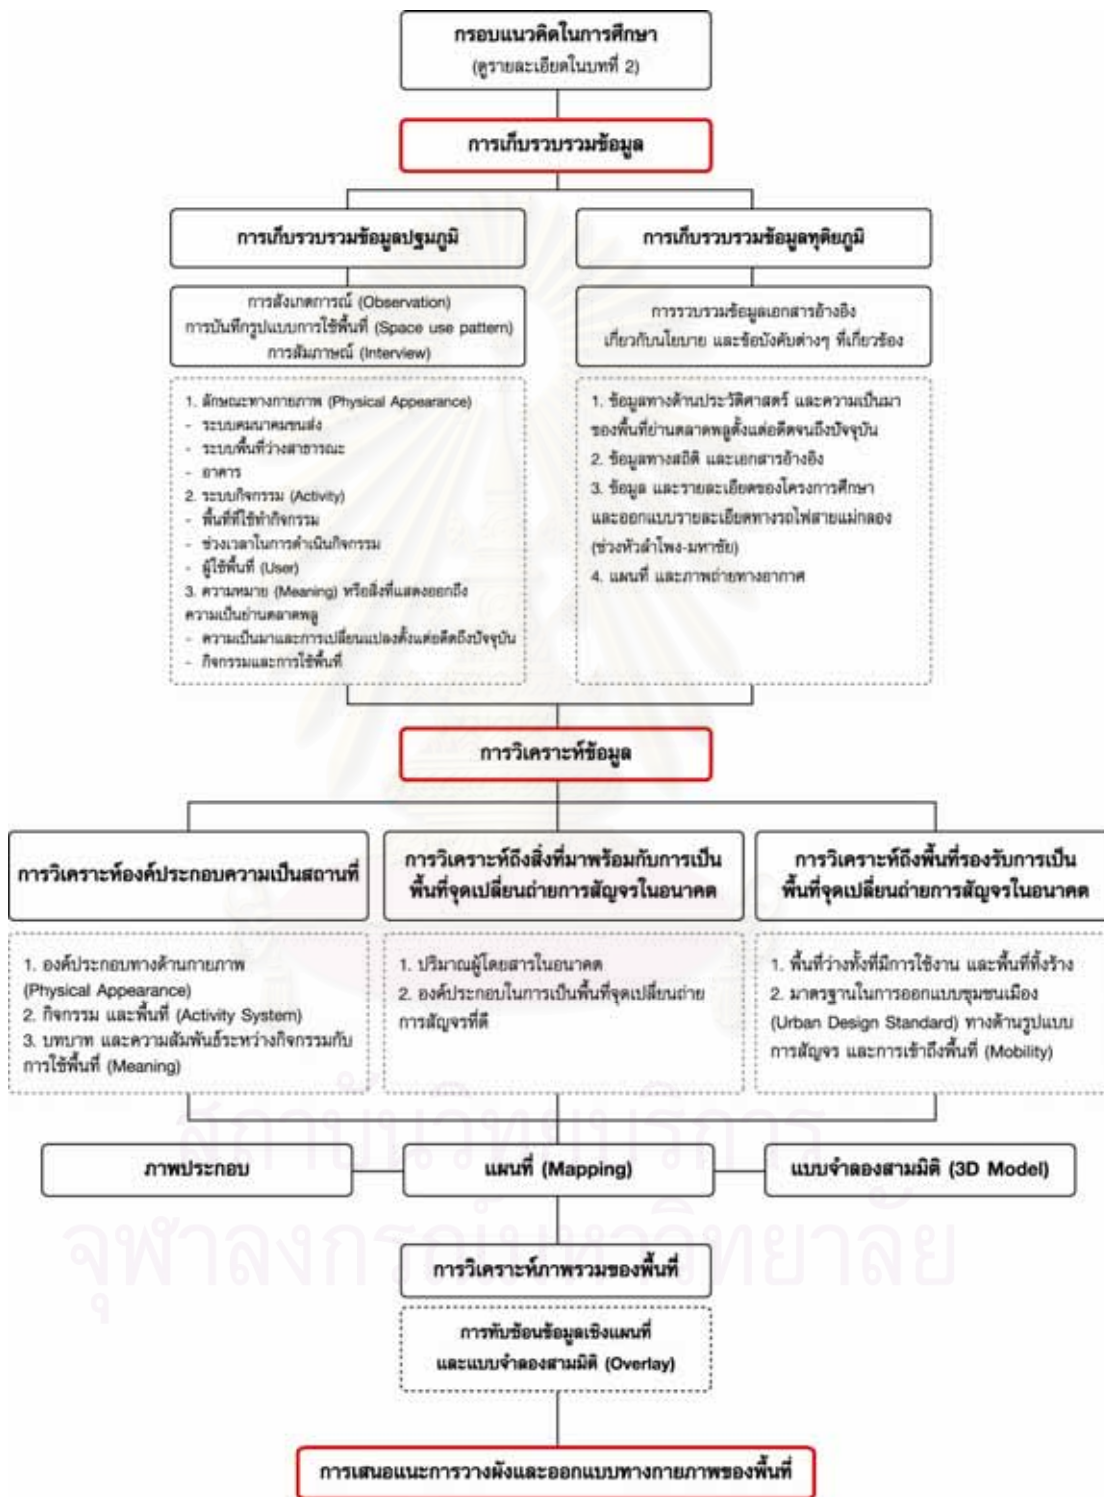 กรอบแนวคิดในการศึกษา
(ดูรายละเอียดในบทที่ 2)
การเก็บรวบรวมข้อมูล
การเก็บรวบรวมข้อมูลปฐมภูมิ
การสังเกตการณ์ (Observation)
การบันทึกรูปแบบการใช้พื้นที่ (Space use pattern)
การสัมภาษณ์ (Interview)
1. ลักษณะทางกายภาพ (Physical Appearance)
- ระบบคมนาคมขนส่ง
- ระบบพื้นที่ว่างสาธารณะ
- อาคาร
2. ระบบกิจกรรม (Activity)
- พื้นที่ที่ใช้ทำกิจกรรม
- ช่วงเวลาในการดำเนินกิจกรรม
- ผู้ใช้พื้นที่ (User)
3. ความหมาย (Meaning) หรือสิ่งที่แสดงออกถึง
ความเป็นย่านตลาดพลู
- ความเป็นมาและการเปลี่ยนแปลงตั้งแต่อดีตถึงปัจจุบัน
- กิจกรรมและการใช้พื้นที่
การเก็บรวบรวมข้อมูลทุติยภูมิ
การรวบรวมข้อมูลเอกสารอ้างอิง
เกี่ยวกับนโยบาย และข้อบังคับต่างๆ ที่เกี่ยวข้อง
1. ข้อมูลทางด้านประวัติศาสตร์ และความเป็นมา
ของพื้นที่ย่านตลาดพลูตั้งแต่อดีตจนถึงปัจจุบัน
2. ข้อมูลทางสถิติ และเอกสารอ้างอิง
3. ข้อมูล และรายละเอียดของโครงการศึกษา
และออกแบบรายละเอียดทางรถไฟสายแม่กลอง
(ช่วงหัวลำโพง-มหาชัย)
4. แผนที่ และภาพถ่ายทางอากาศ
การวิเคราะห์ข้อมูล
การวิเคราะห์องค์ประกอบความเป็นสถานที่
1. องค์ประกอบทางด้านกายภาพ
(Physical Appearance)
2. กิจกรรม และพื้นที่ (Activity System)
3. บทบาท และความสัมพันธ์ระหว่างกิจกรรมกับ
การใช้พื้นที่ (Meaning)
การวิเคราะห์ถึงสิ่งที่มาพร้อมกับการเป็น
พื้นที่จุดเปลี่ยนถ่ายการสัญจรในอนาคต
1. ปริมาณผู้โดยสารในอนาคต
2. องค์ประกอบในการเป็นพื้นที่จุดเปลี่ยนถ่าย
การสัญจรที่ดี
การวิเคราะห์ถึงพื้นที่รองรับการเป็น
พื้นที่จุดเปลี่ยนถ่ายการสัญจรในอนาคต
1. พื้นที่ว่างทั้งที่มีการใช้งาน และพื้นที่ทิ้งร้าง
2. มาตรฐานในการออกแบบชุมชนเมือง
(Urban Design Standard) ทางด้านรูปแบบ
การสัญจร และการเข้าถึงพื้นที่ (Mobility)
ภาพประกอบ
แผนที่ (Mapping)
แบบจำลองสามมิติ (3D Model)
การวิเคราะห์ภาพรวมของพื้นที่
การทับซ้อนข้อมูลเชิงแผนที่
และแบบจำลองสามมิติ (Overlay)
การเสนอแนะการวางผังและออกแบบทางกายภาพของพื้นที่
สถาบันวิทยบริการ
จุฬาลงกรณ์มหาวิทยาลัย